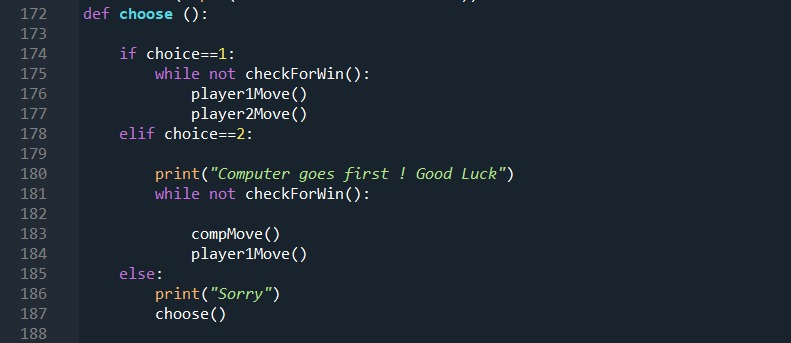 172 def choose ():
173
174 if choice==1:
175 while not checkForWin():
176 player1Move()
177 player2Move()
178 elif choice==2:
179
180 print("Computer goes first ! Good Luck")
181 while not checkForWin():
182
183 compMove()
184 player1Move()
185 else:
186 print("Sorry")
187 choose()
188